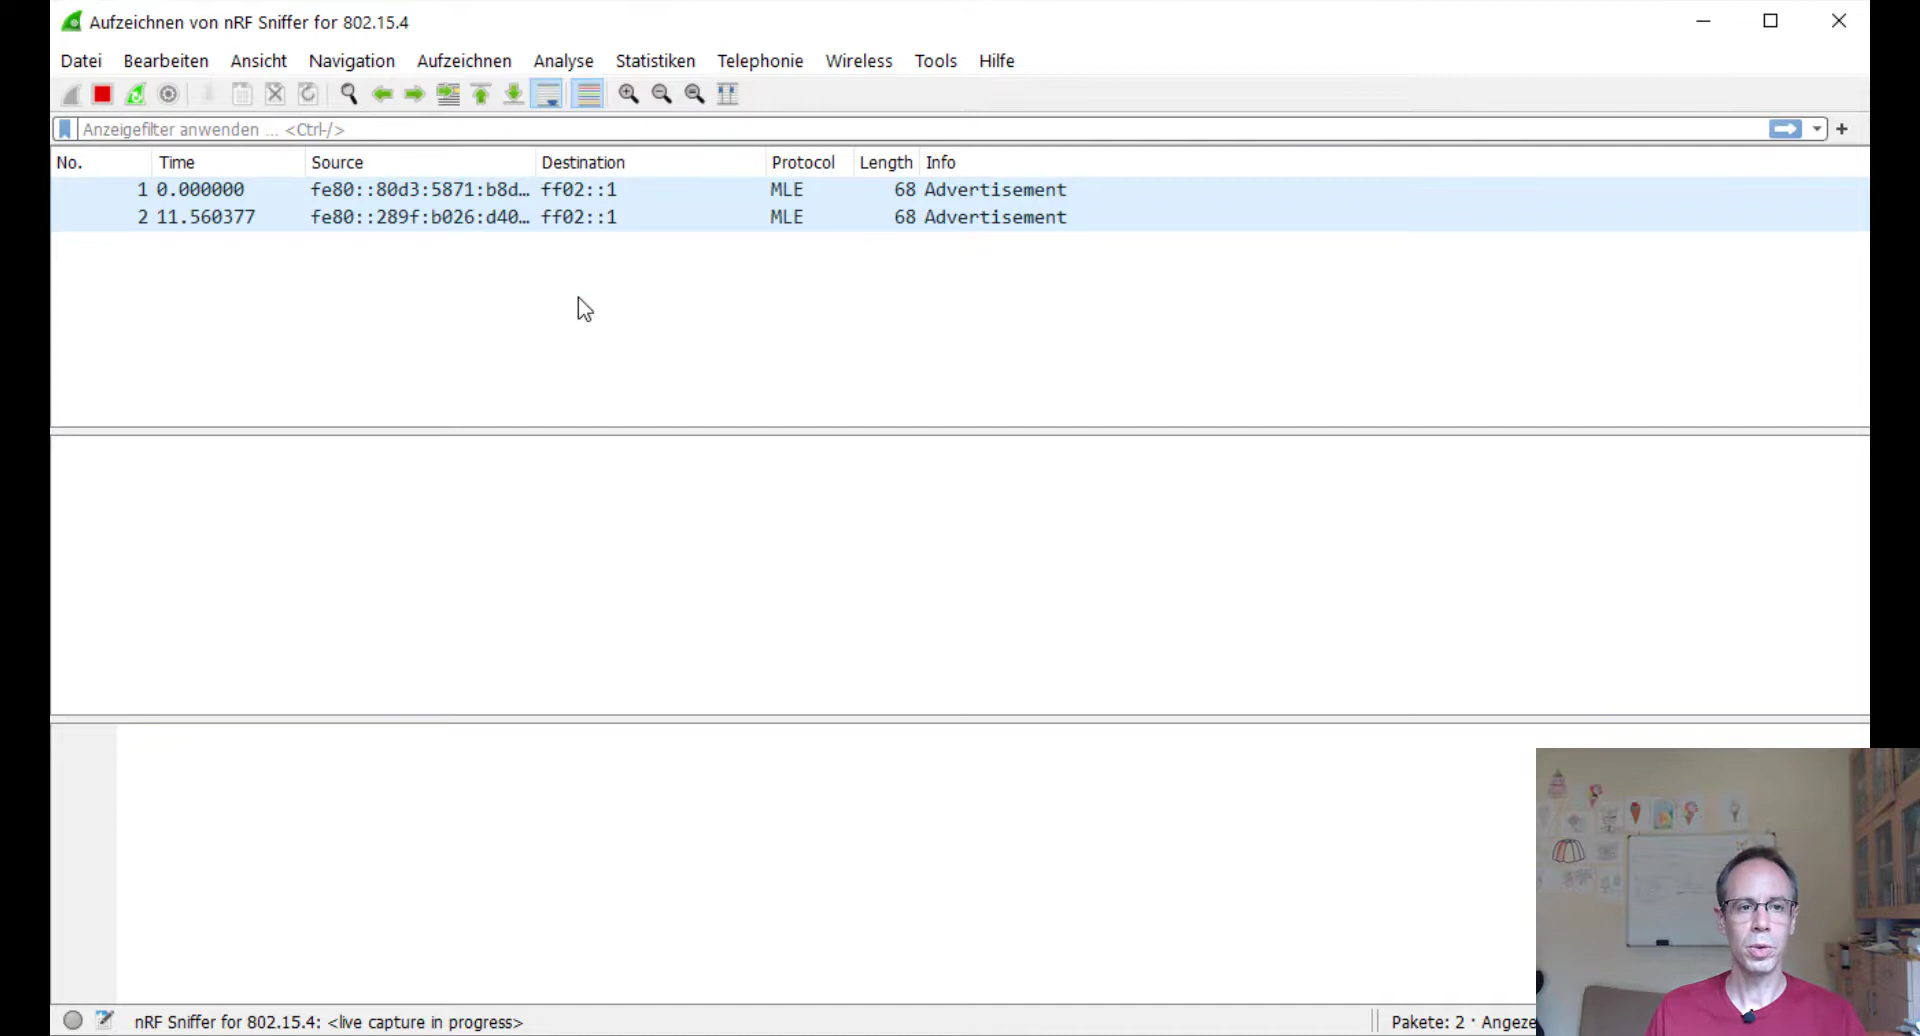 Aufzeichnen von nRF Sniffer for 802.15.4
Datei Bearbeiten Ansicht Navigation Aufzeichnen Analyse Statistiken Telephonie Wireless Tools Hilfe
Anzeigefilter anwenden … <Ctrl-/>
No. Time Source Destination Protocol Length Info
1 0.000000 fe80::80d3:5871:b8d… ff02::1 MLE 68 Advertisement
2 11.560377 fe80::289f:b026:d40… ff02::1 MLE 68 Advertisement
nRF Sniffer for 802.15.4: <live capture in progress>
Pakete: 2 · Angeze